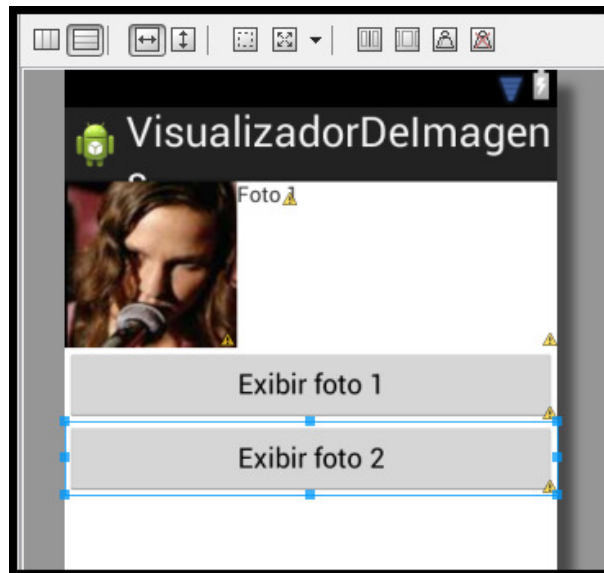 VisualizadorDeImagen
s
Foto 1
Exibir foto 1
Exibir foto 2